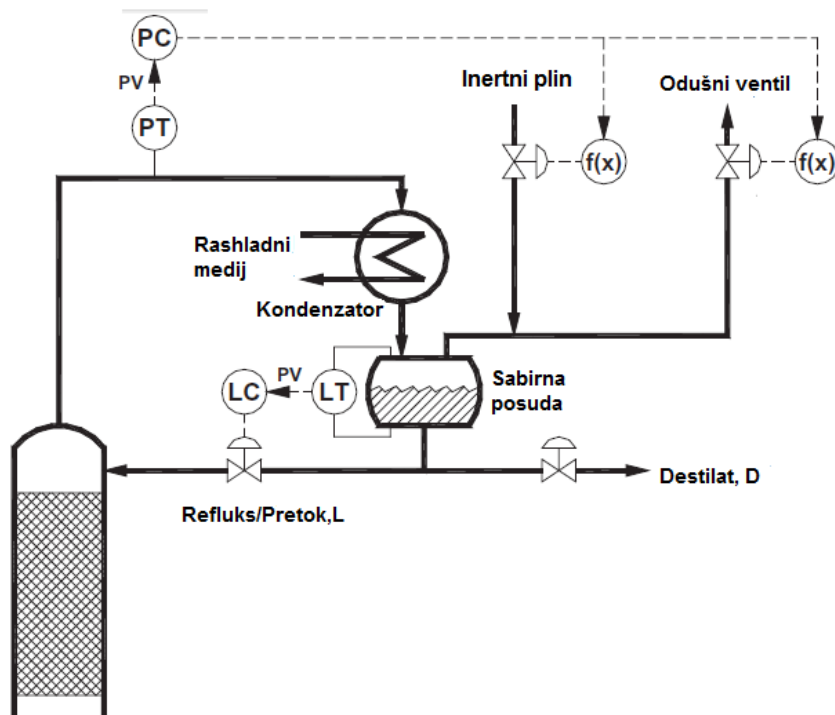 PC
PV
PT
Inertni plin
Odušni ventil
f(x)
f(x)
Rashladni
medij
Kondenzator
PV
LC
LT
Sabirna
posuda
Refluks/Pretok,L
Destilat, D